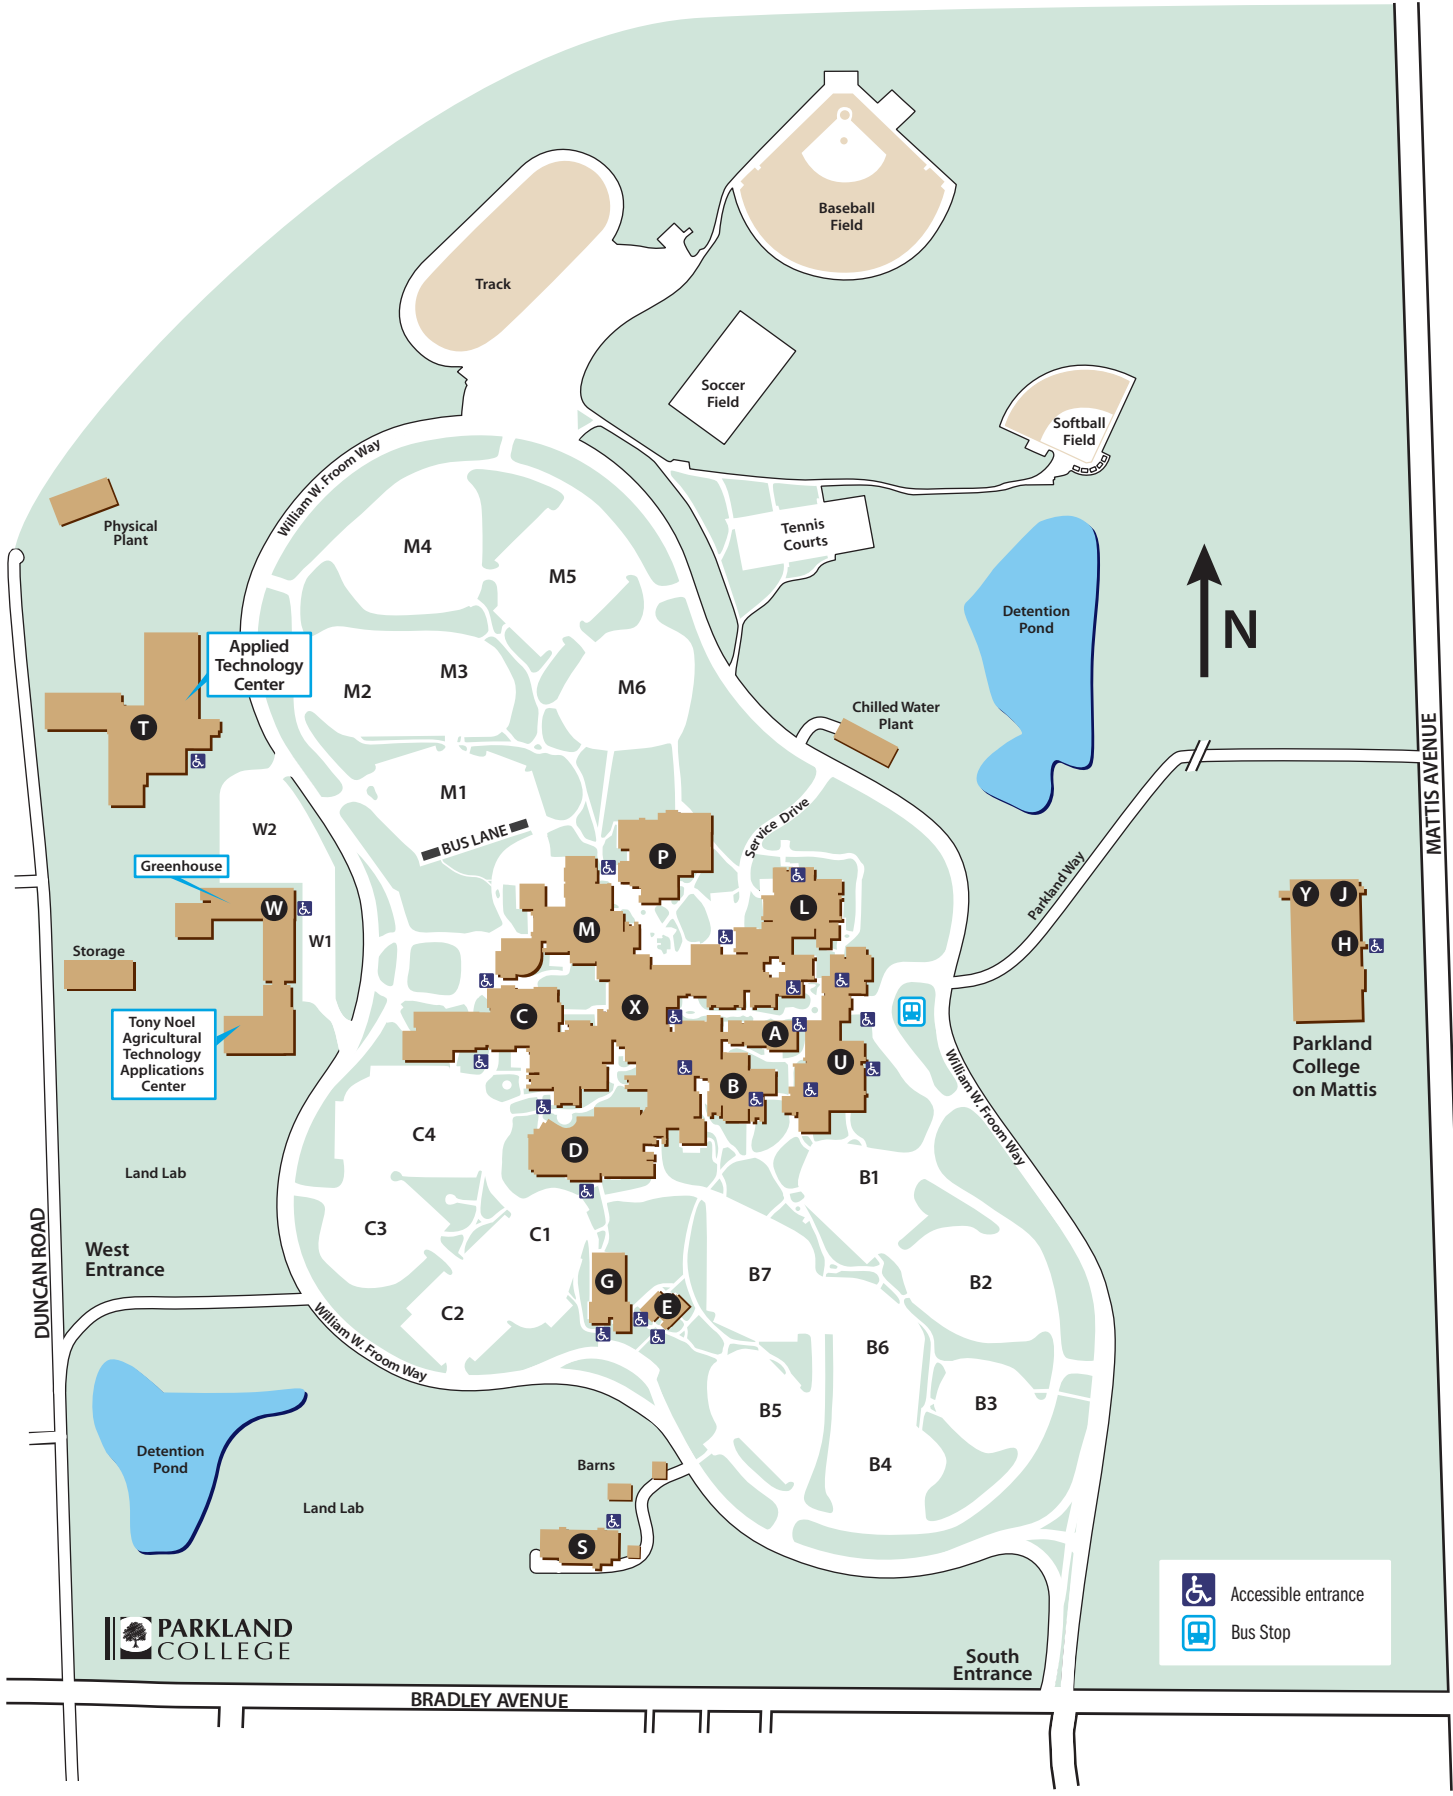 Baseball
Field
Track
Soccer
Field
Softball
Field
William W. Froom Way
Physical
Plant
M4
M5
Tennis
Courts
Detention
Pond
N
Applied
Technology
Center
M3
M2
M6
T
Chilled Water
Plant
MATTIS AVENUE
M1
BUS LANE
W2
Service Drive
Greenhouse
P
Parkland Way
Y
J
W
L
M
H
W1
Storage
X
C
A
Tony Noel
Agricultural
Technology
Applications
Center
U
B
Parkland
College
on Mattis
William W. Froom Way
C4
D
Land Lab
B1
C3
C1
DUNCAN ROAD
West
Entrance
G
B7
B2
E
C2
William W. Froom Way
B6
B5
B3
Detention
Pond
Barns
B4
Land Lab
S
Accessible entrance
Bus Stop
PARKLAND
COLLEGE
South
Entrance
BRADLEY AVENUE